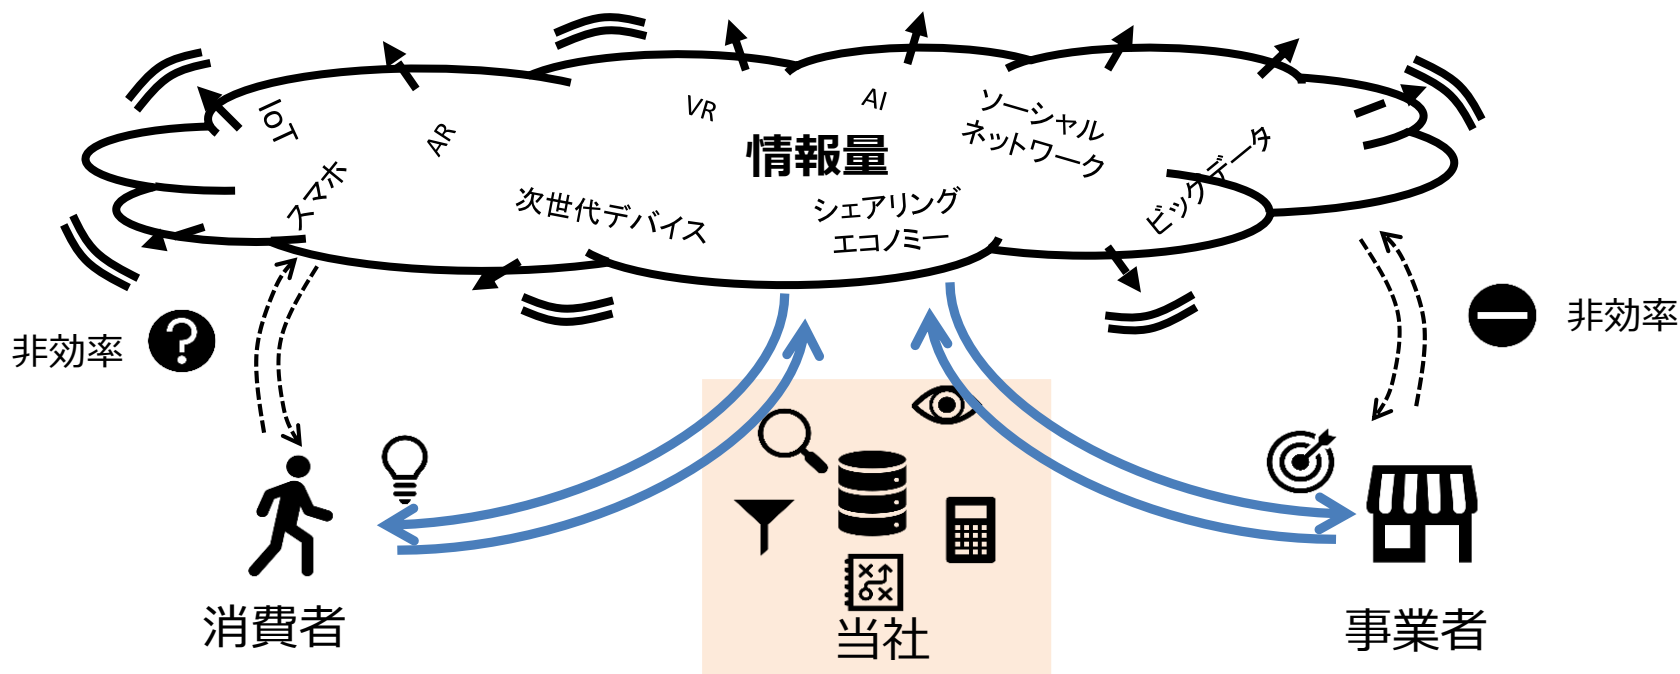 IoT
AR
VR
AI
ソーシャル
ネットワーク
情報量
スマホ
次世代デバイス
シェアリング
エコノミー
ビッグデータ
非効率
非効率
消費者
当社
事業者